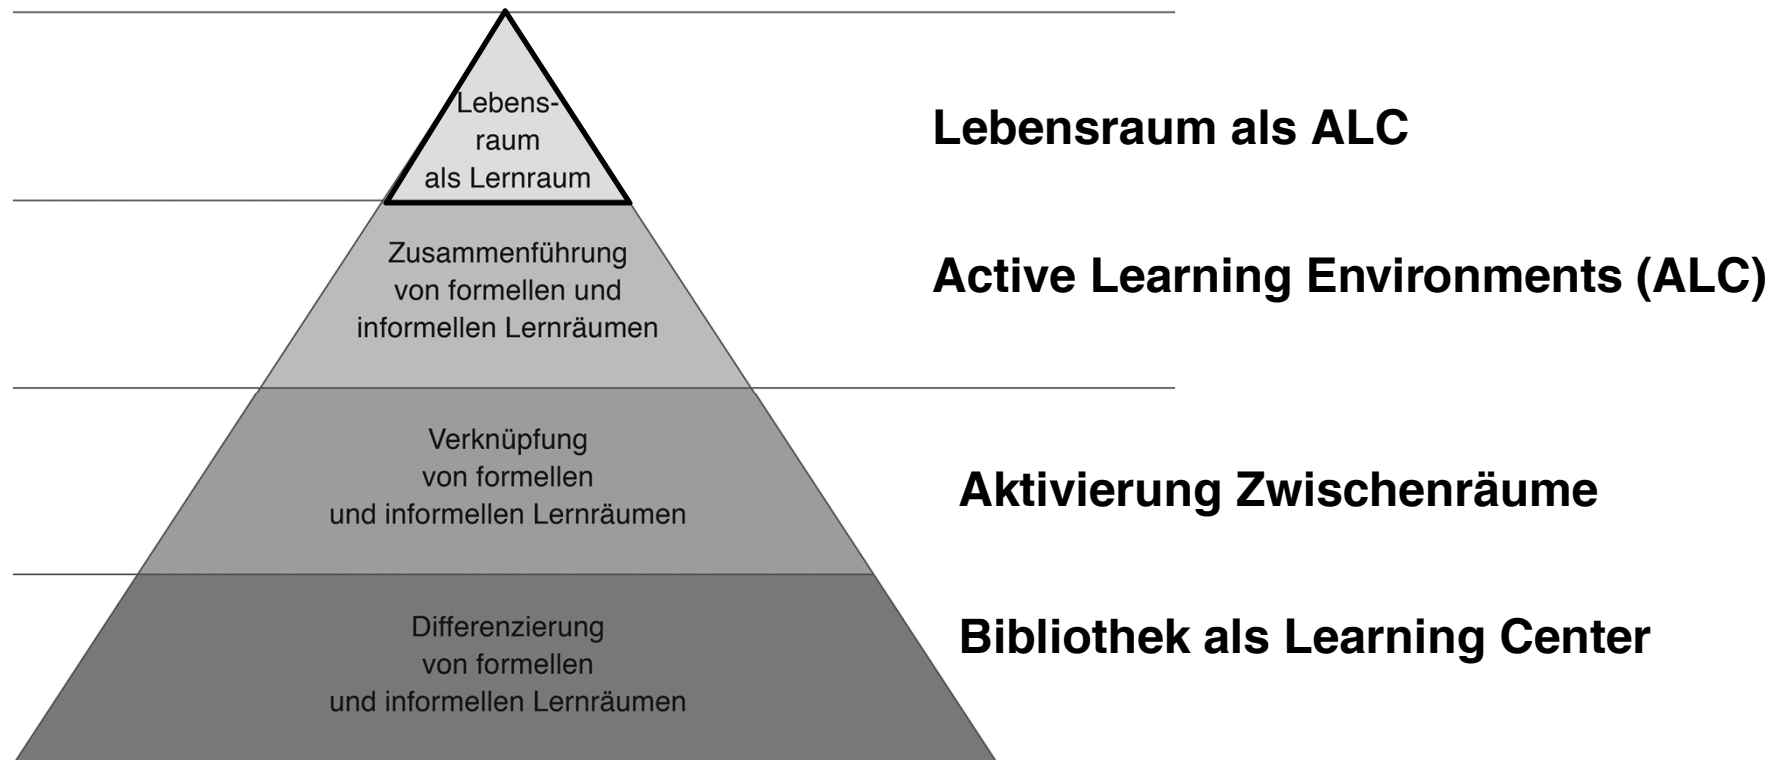 Lebens-
raum
als Lernraum
Lebensraum als ALC
Zusammenführung
von formellen und
informellen Lernräumen
Active Learning Environments (ALC)
Verknüpfung
von formellen
und informellen Lernräumen
Aktivierung Zwischenräume
Differenzierung
von formellen
und informellen Lernräumen
Bibliothek als Learning Center